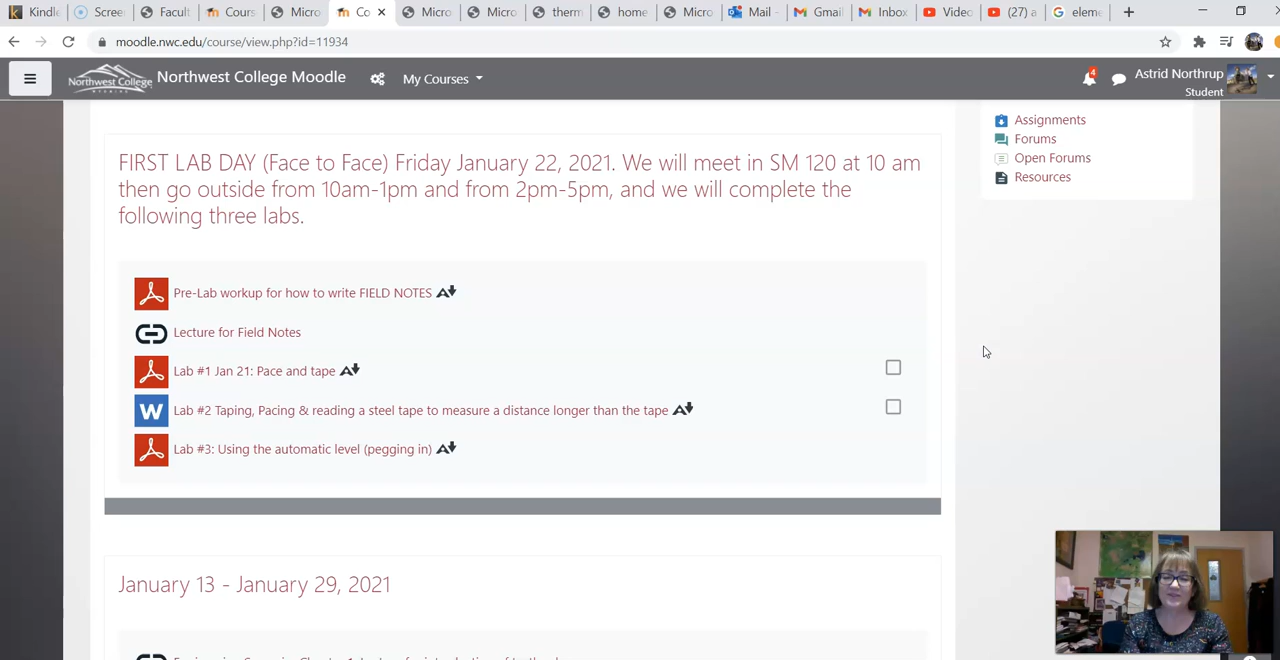 Kindl
Scree
Facult
Cours
Micro
Co
Micro
Micro
therm
home
Micro
Mail -
Gmai
Inbox
Video
(27) a
eleme
moodle.nwc.edu/course/view.php?id=11934
Northwest College
Northwest College Moodle
My Courses
4
Astrid Northrup
Student
Assignments
Forums
Open Forums
Resources
FIRST LAB DAY (Face to Face) Friday January 22, 2021. We will meet in SM 120 at 10 am
then go outside from 10am-1pm and from 2pm-5pm, and we will complete the
following three labs.
Pre-Lab workup for how to write FIELD NOTES
Lecture for Field Notes
Lab #1 Jan 21: Pace and tape
Lab #2 Taping, Pacing & reading a steel tape to measure a distance longer than the tape
Lab #3: Using the automatic level (pegging in)
January 13 - January 29, 2021